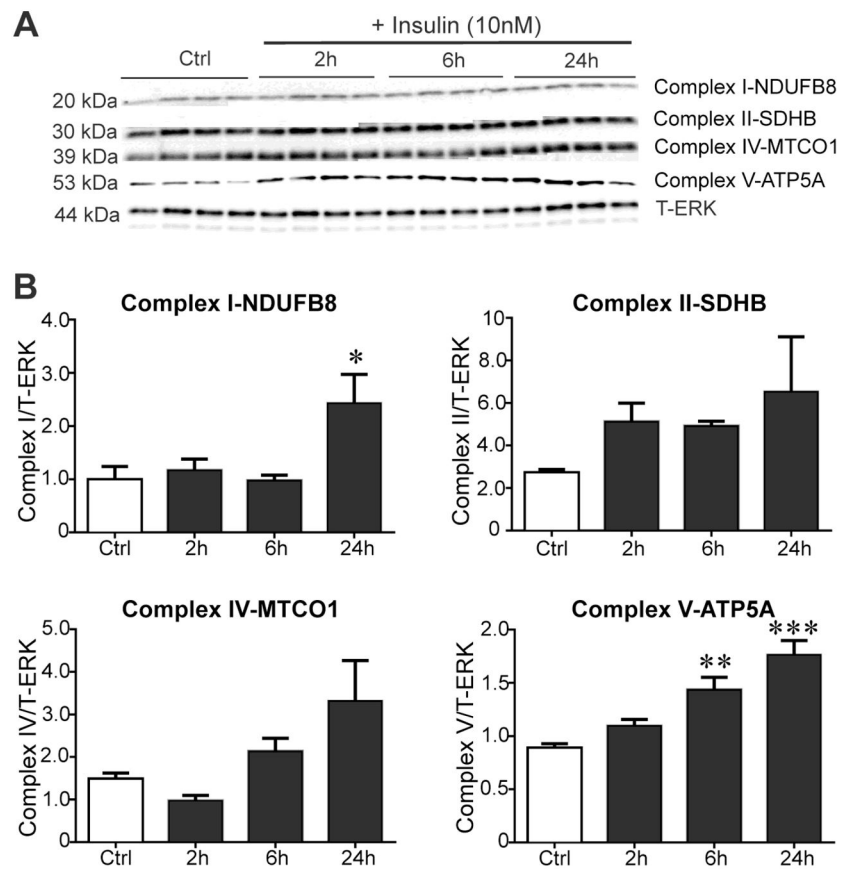 A
+ Insulin (10nM)
Ctrl 2h 6h 24h
20 kDa Complex I-NDUFB8
30 kDa Complex II-SDHB
39 kDa Complex IV-MTCO1
53 kDa Complex V-ATP5A
44 kDa T-ERK
B
Complex I-NDUFB8
Complex I/T-ERK
4.0
3.0
2.0
1.0
0
*
Ctrl 2h 6h 24h
Complex II-SDHB
Complex II/T-ERK
10
8.0
6.0
4.0
2.0
0
Ctrl 2h 6h 24h
Complex IV-MTCO1
Complex IV/T-ERK
5.0
4.0
3.0
2.0
1.0
0
Ctrl 2h 6h 24h
Complex V-ATP5A
Complex V/T-ERK
2.0
1.5
1.0
0.5
0
** ***
Ctrl 2h 6h 24h